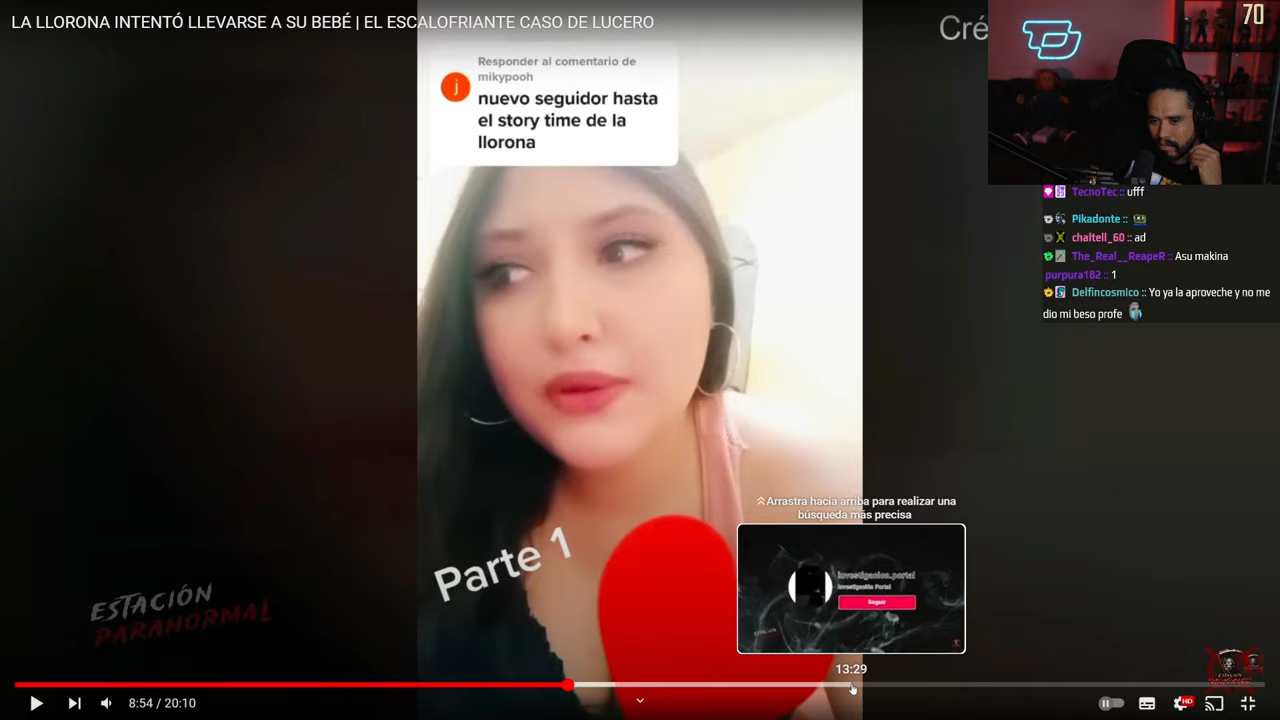 LA LLORONA INTENTÓ LLEVARSE A SU BEBÉ | EL ESCALOFRIANTE CASO DE LUCERO
Cré
70
Responder al comentario de
mikypooh
j
nuevo seguidor hasta
el story time de la
llorona
TecnoTec :: ufff
Pikadonte ::
chaltell_60 :: ad
The_Real__ReapeR :: Asu makina
purpura182 :: 1
Delfincosmico :: Yo ya la aproveche y no me
dio mi beso profe
Parte 1
Arrastra hacia arriba para realizar una
búsqueda más precisa
investigacion.portal
Investigación Portal
Seguir
ESTACIÓN
PARANORMAL
13:29
8:54 / 20:10
HD